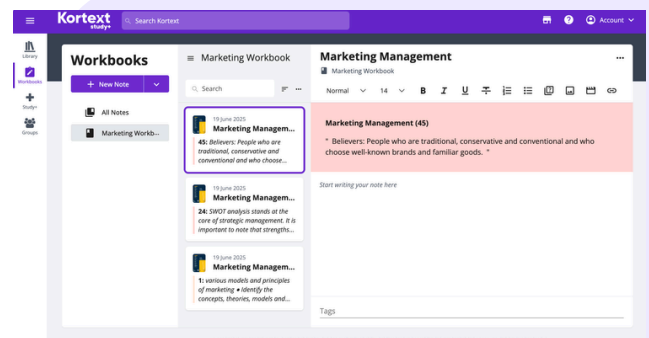 Kortext
study+
Search Kortext
Account
Library
Workbooks
Study+
Groups
Workbooks
+ New Note
All Notes
Marketing Workb...
Marketing Workbook
Search
19 June 2025
Marketing Managem...
45: Believers: People who are
traditional, conservative and
conventional and who choose...
19 June 2025
Marketing Managem...
24: SWOT analysis stands at the
core of strategic management. It is
important to note that strengths...
19 June 2025
Marketing Managem...
1: various models and principles
of marketing • Identify the
concepts, theories, models and...
Marketing Management
Marketing Workbook
Normal 14 B I U T
Marketing Management (45)
" Believers: People who are traditional, conservative and conventional and who
choose well-known brands and familiar goods. "
Start writing your note here
Tags